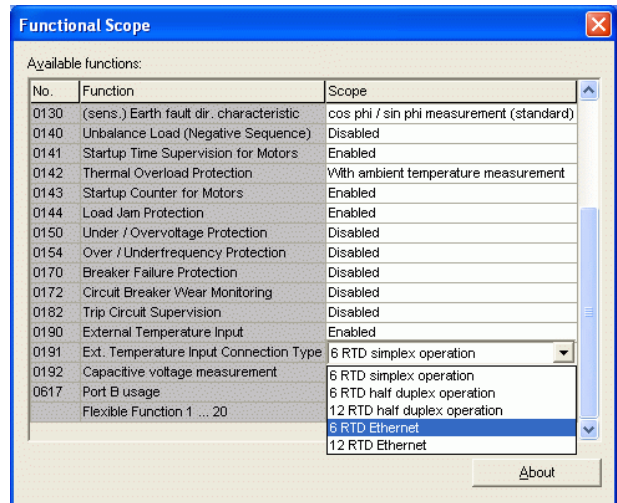 Functional Scope
Available functions:
No. Function Scope
0130 (sens.) Earth fault dir. characteristic cos phi / sin phi measurement (standard)
0140 Unbalance Load (Negative Sequence) Disabled
0141 Startup Time Supervision for Motors Enabled
0142 Thermal Overload Protection With ambient temperature measurement
0143 Startup Counter for Motors Enabled
0144 Load Jam Protection Enabled
0150 Under / Overvoltage Protection Disabled
0154 Over / Underfrequency Protection Disabled
0170 Breaker Failure Protection Disabled
0172 Circuit Breaker Wear Monitoring Disabled
0182 Trip Circuit Supervision Disabled
0190 External Temperature Input Enabled
0191 Ext. Temperature Input Connection Type 6 RTD simplex operation
0192 Capacitive voltage measurement 6 RTD simplex operation
0617 Port B usage 6 RTD half duplex operation
Flexible Function 1 ... 20 12 RTD half duplex operation
6 RTD Ethernet
12 RTD Ethernet
About